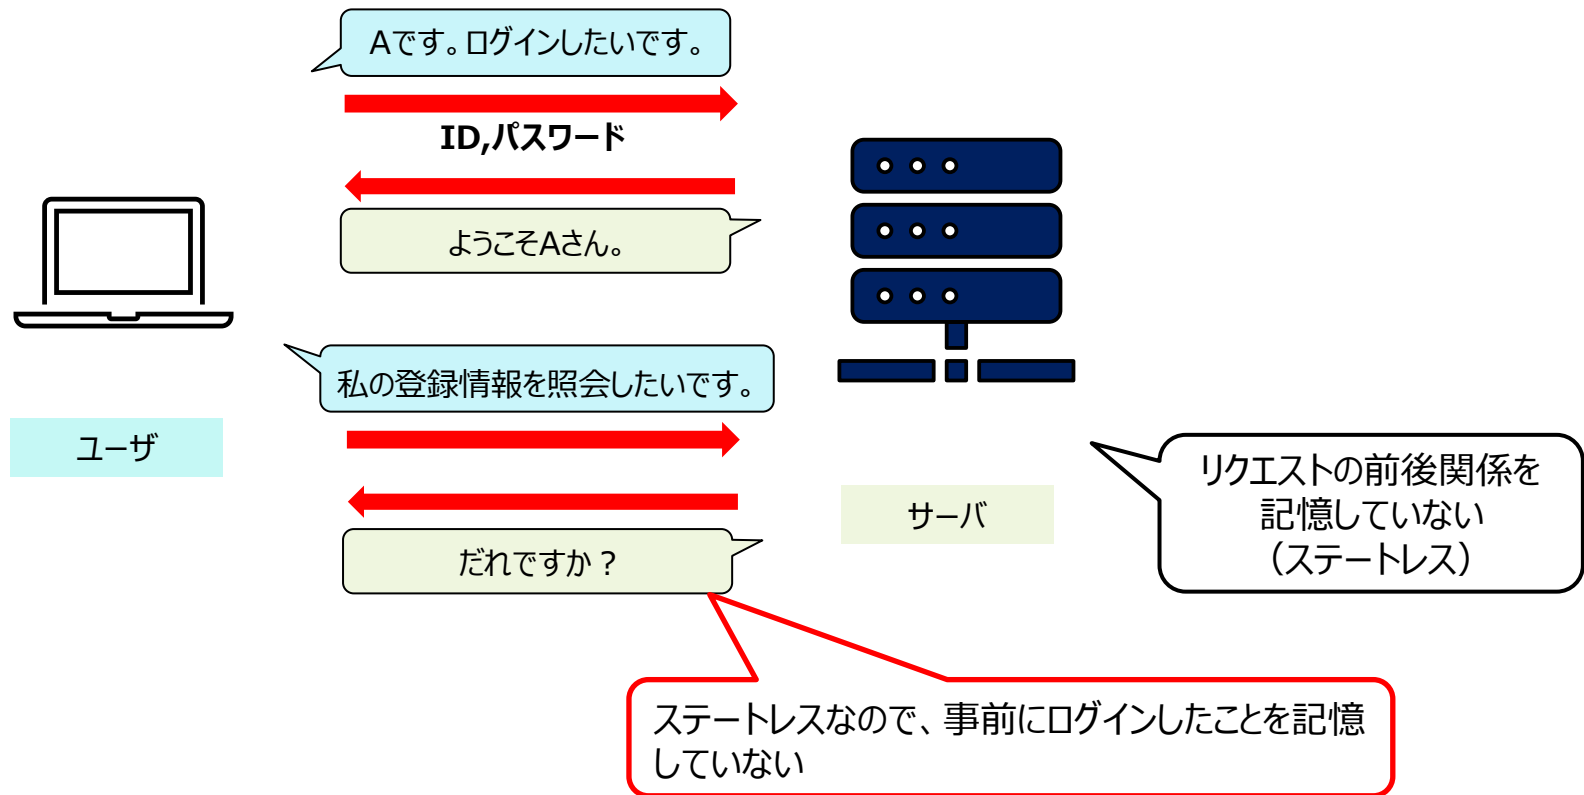 Aです。ログインしたいです。
ID,パスワード
ようこそAさん。
私の登録情報を照会したいです。
ユーザ
サーバ
だれですか？
リクエストの前後関係を
記憶していない
（ステートレス）
ステートレスなので、事前にログインしたことを記憶
していない